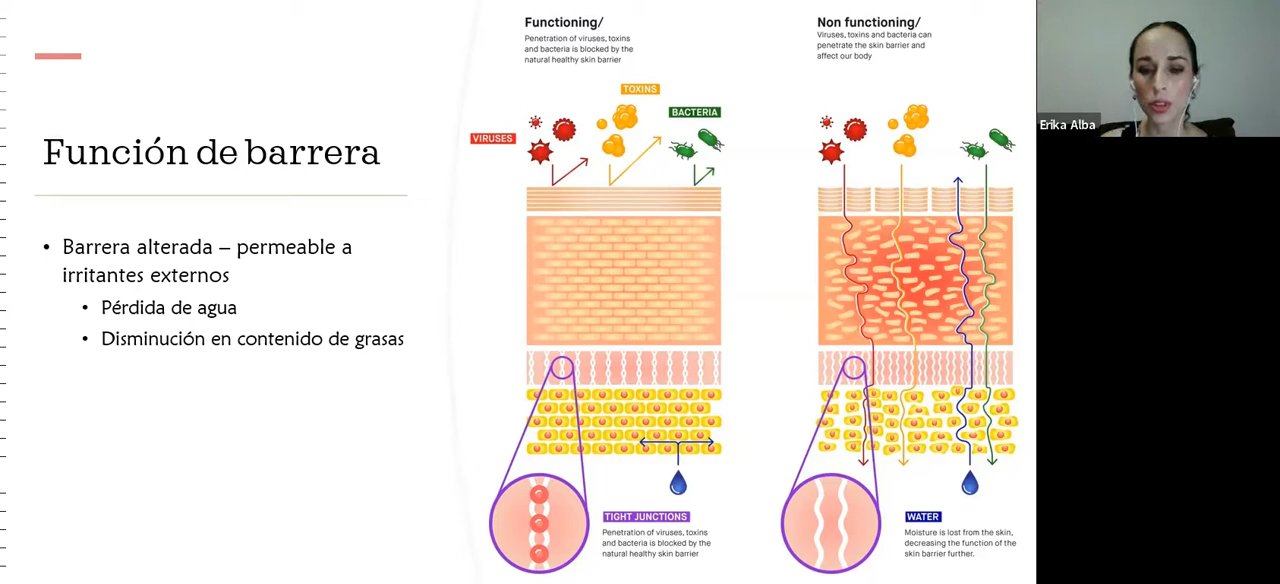 Función de barrera
• Barrera alterada – permeable a
irritantes externos
• Pérdida de agua
• Disminución en contenido de grasas
Functioning/
Penetration of viruses, toxins
and bacteria is blocked by the
natural healthy skin barrier
TOXINS
BACTERIA
VIRUSES
TIGHT JUNCTIONS
Penetration of viruses, toxins
and bacteria is blocked by the
natural healthy skin barrier
Non functioning/
Viruses, toxins and bacteria can
penetrate the skin barrier and
affect our body
WATER
Moisture is lost from the skin,
decreasing the function of the
skin barrier further.
Erika Alba